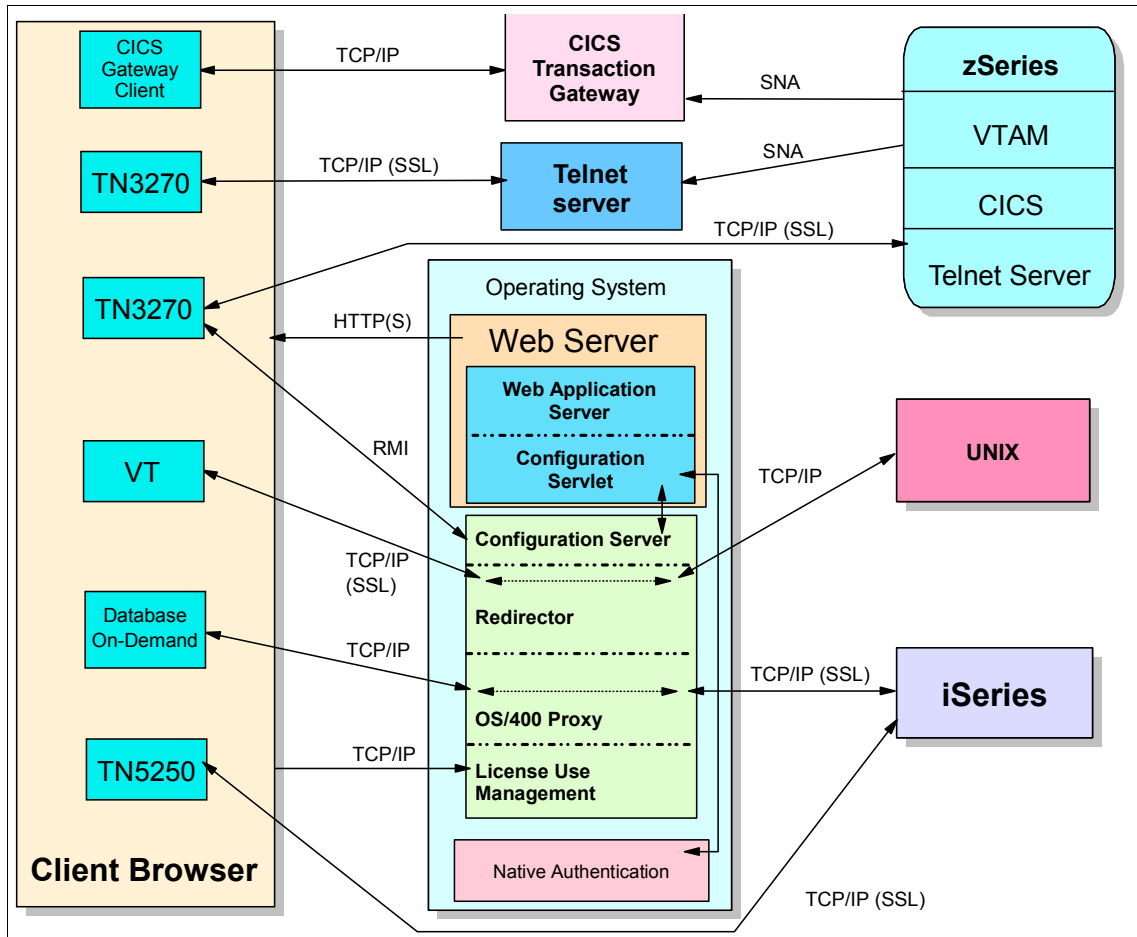 CICS
Gateway
Client
TCP/IP
CICS
Transaction
Gateway
SNA
zSeries
VTAM
CICS
Telnet Server
TN3270
TCP/IP (SSL)
Telnet
server
SNA
TCP/IP (SSL)
TN3270
HTTP(S)
RMI
Operating System
Web Server
Web Application
Server
Configuration
Servlet
VT
TCP/IP
(SSL)
Configuration Server
Redirector
TCP/IP
UNIX
Database
On-Demand
TCP/IP
OS/400 Proxy
TCP/IP (SSL)
iSeries
TN5250
TCP/IP
License Use
Management
Client Browser
Native Authentication
TCP/IP (SSL)